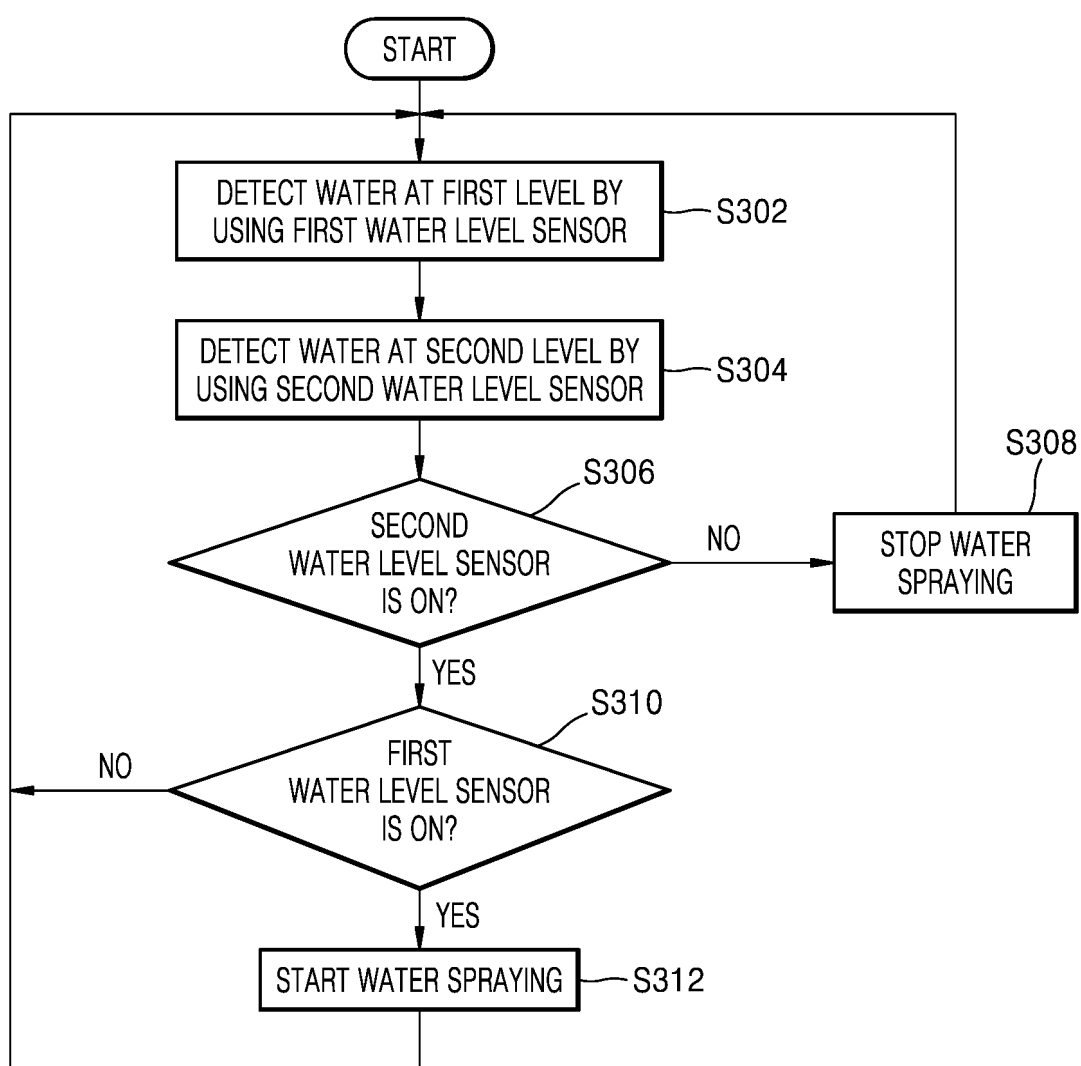 START
DETECT WATER AT FIRST LEVEL BY
USING FIRST WATER LEVEL SENSOR
S302
DETECT WATER AT SECOND LEVEL BY
USING SECOND WATER LEVEL SENSOR
S304
S306
SECOND
WATER LEVEL SENSOR
IS ON?
NO
S308
STOP WATER
SPRAYING
YES
S310
FIRST
WATER LEVEL SENSOR
IS ON?
NO
YES
START WATER SPRAYING
S312